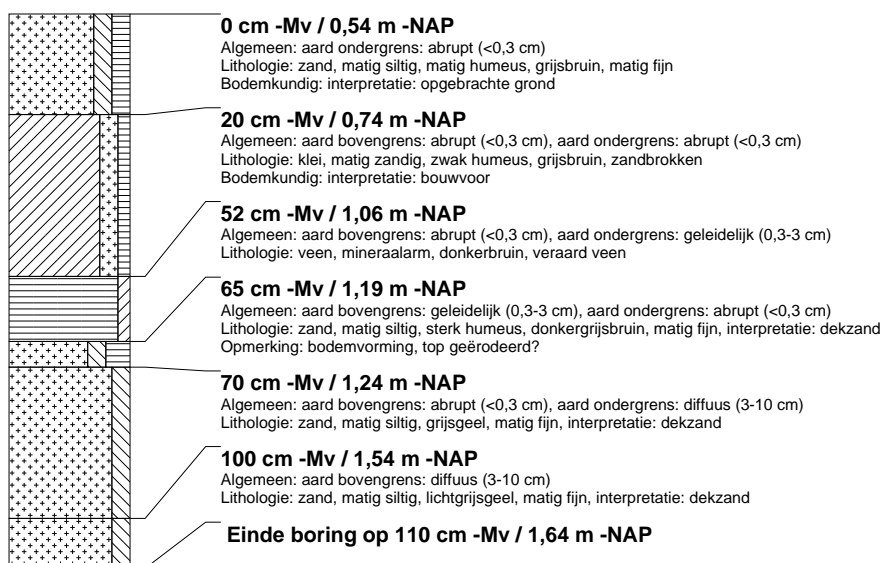 0 cm -Mv / 0,54 m -NAP
Algemeen: aard ondergrens: abrupt (<0,3 cm)
Lithologie: zand, matig siltig, matig humeus, grijsbruin, matig fijn
Bodemkundig: interpretatie: opgebrachte grond
20 cm -Mv / 0,74 m -NAP
Algemeen: aard bovengrens: abrupt (<0,3 cm), aard ondergrens: abrupt (<0,3 cm)
Lithologie: klei, matig zandig, zwak humeus, grijsbruin, zandbrokken
Bodemkundig: interpretatie: bouwvoor
52 cm -Mv / 1,06 m -NAP
Algemeen: aard bovengrens: abrupt (<0,3 cm), aard ondergrens: geleidelijk (0,3-3 cm)
Lithologie: veen, mineraalarm, donkerbruin, veraard veen
65 cm -Mv / 1,19 m -NAP
Algemeen: aard bovengrens: geleidelijk (0,3-3 cm), aard ondergrens: abrupt (<0,3 cm)
Lithologie: zand, matig siltig, sterk humeus, donkergrijsbruin, matig fijn, interpretatie: dekzand
Opmerking: bodemvorming, top geërodeerd?
70 cm -Mv / 1,24 m -NAP
Algemeen: aard bovengrens: abrupt (<0,3 cm), aard ondergrens: diffuus (3-10 cm)
Lithologie: zand, matig siltig, grijsgeel, matig fijn, interpretatie: dekzand
100 cm -Mv / 1,54 m -NAP
Algemeen: aard bovengrens: diffuus (3-10 cm)
Lithologie: zand, matig siltig, lichtgrijsgeel, matig fijn, interpretatie: dekzand
Einde boring op 110 cm -Mv / 1,64 m -NAP